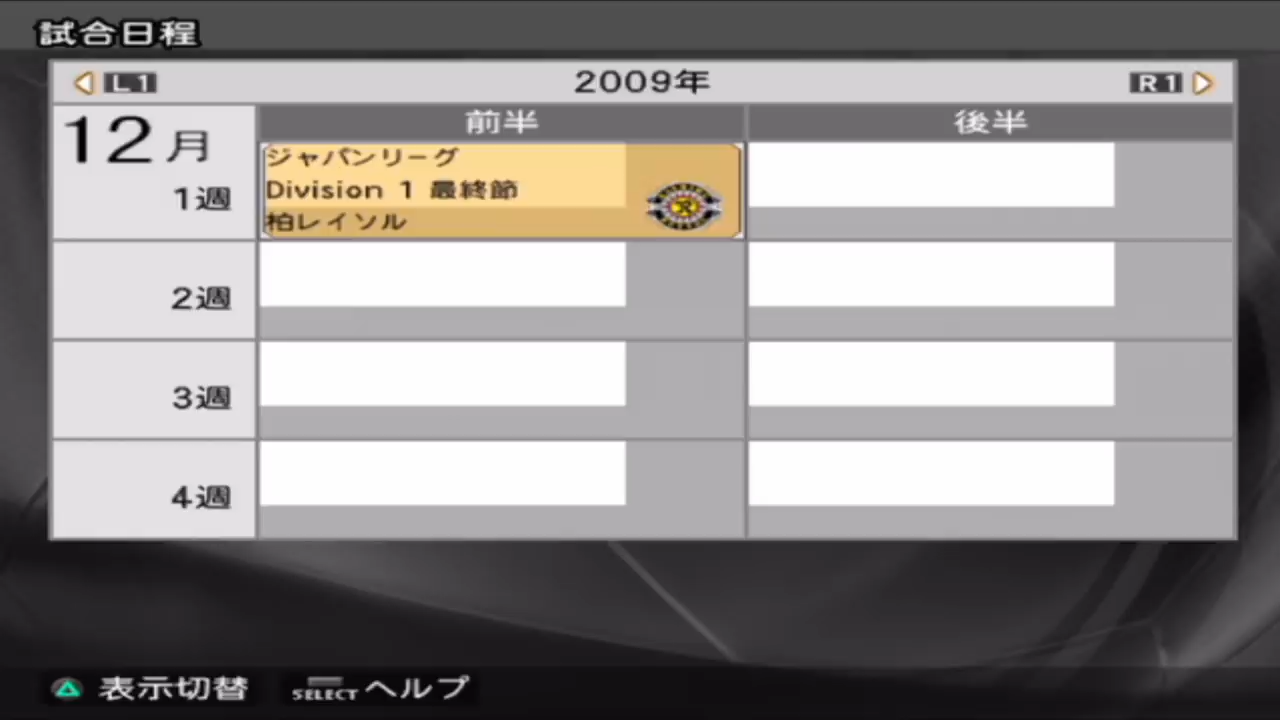 試合日程
L1
2009年
R1
12月
前半
後半
1週
ジャパンリーグ
Division 1 最終節
柏レイソル
2週
3週
4週
表示切替
SELECT ヘルプ